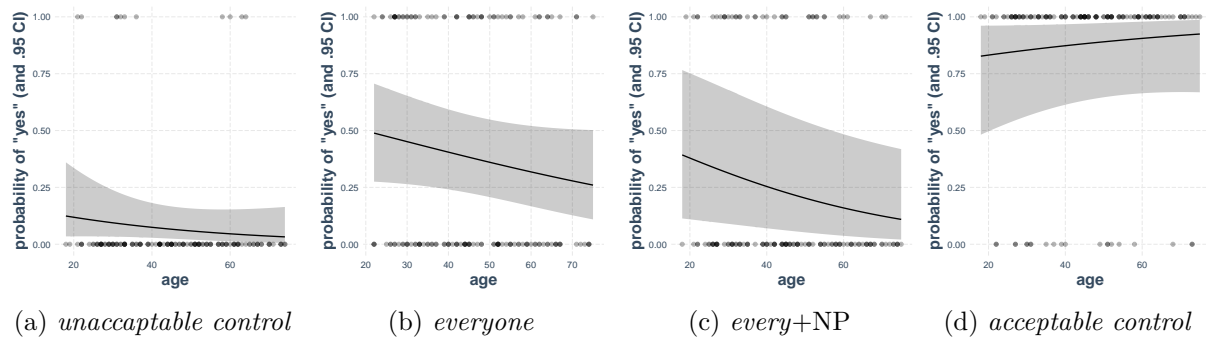 probability of "yes" (and .95 CI)
1.00
0.75
0.50
0.25
0.00
20
40
60
age
(a) unaccaptable control
probability of "yes" (and .95 CI)
1.00
0.75
0.50
0.25
0.00
20
30
40
50
60
70
age
(b) everyone
probability of "yes" (and .95 CI)
1.00
0.75
0.50
0.25
0.00
20
40
60
age
(c) every+NP
probability of "yes" (and .95 CI)
1.00
0.75
0.50
0.25
0.00
20
40
60
age
(d) acceptable control